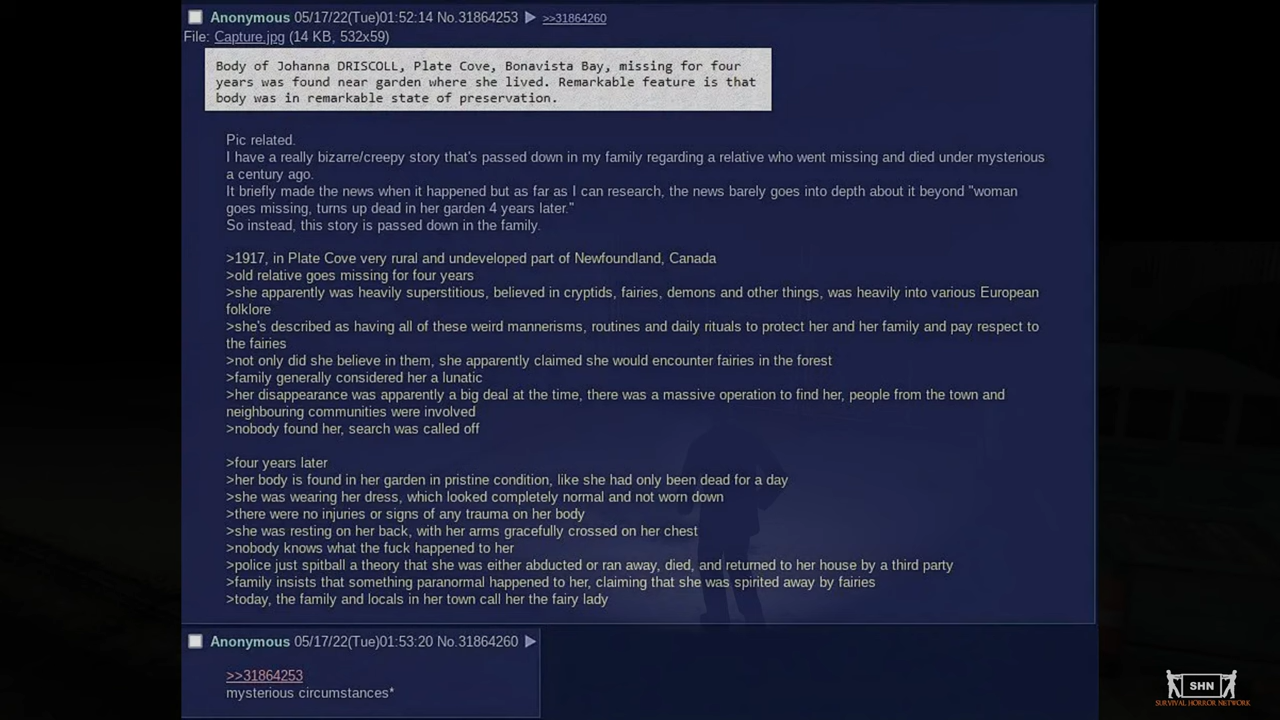 Anonymous 05/17/22(Tue)01:52:14 No.31864253 ▶ >>31864260
File: Capture.jpg (14 KB, 532x59)
Body of Johanna DRISCOLL, Plate Cove, Bonavista Bay, missing for four
years was found near garden where she lived. Remarkable feature is that
body was in remarkable state of preservation.
Pic related.
I have a really bizarre/creepy story that's passed down in my family regarding a relative who went missing and died under mysterious
a century ago.
It briefly made the news when it happened but as far as I can research, the news barely goes into depth about it beyond "woman
goes missing, turns up dead in her garden 4 years later."
So instead, this story is passed down in the family.
>1917, in Plate Cove very rural and undeveloped part of Newfoundland, Canada
>old relative goes missing for four years
>she apparently was heavily superstitious, believed in cryptids, fairies, demons and other things, was heavily into various European
folklore
>she's described as having all of these weird mannerisms, routines and daily rituals to protect her and her family and pay respect to
the fairies
>not only did she believe in them, she apparently claimed she would encounter fairies in the forest
>family generally considered her a lunatic
>her disappearance was apparently a big deal at the time, there was a massive operation to find her, people from the town and
neighbouring communities were involved
>nobody found her, search was called off
>four years later
>her body is found in her garden in pristine condition, like she had only been dead for a day
>she was wearing her dress, which looked completely normal and not worn down
>there were no injuries or signs of any trauma on her body
>she was resting on her back, with her arms gracefully crossed on her chest
>nobody knows what the fuck happened to her
>police just spitball a theory that she was either abducted or ran away, died, and returned to her house by a third party
>family insists that something paranormal happened to her, claiming that she was spirited away by fairies
>today, the family and locals in her town call her the fairy lady
Anonymous 05/17/22(Tue)01:53:20 No.31864260 ▶
>>31864253
mysterious circumstances*
SHN
SURVIVAL HORROR NETWORK